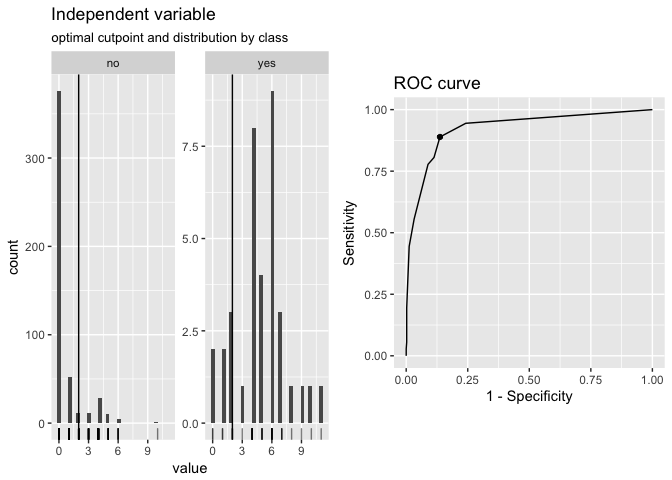 Independent variable
optimal cutpoint and distribution by class
no
yes
count
300
200
100
0
7.5
5.0
2.5
0.0
0 3 6 9
0 3 6 9
value
ROC curve
Sensitivity
1.00
0.75
0.50
0.25
0.00
0.00 0.25 0.50 0.75 1.00
1 - Specificity